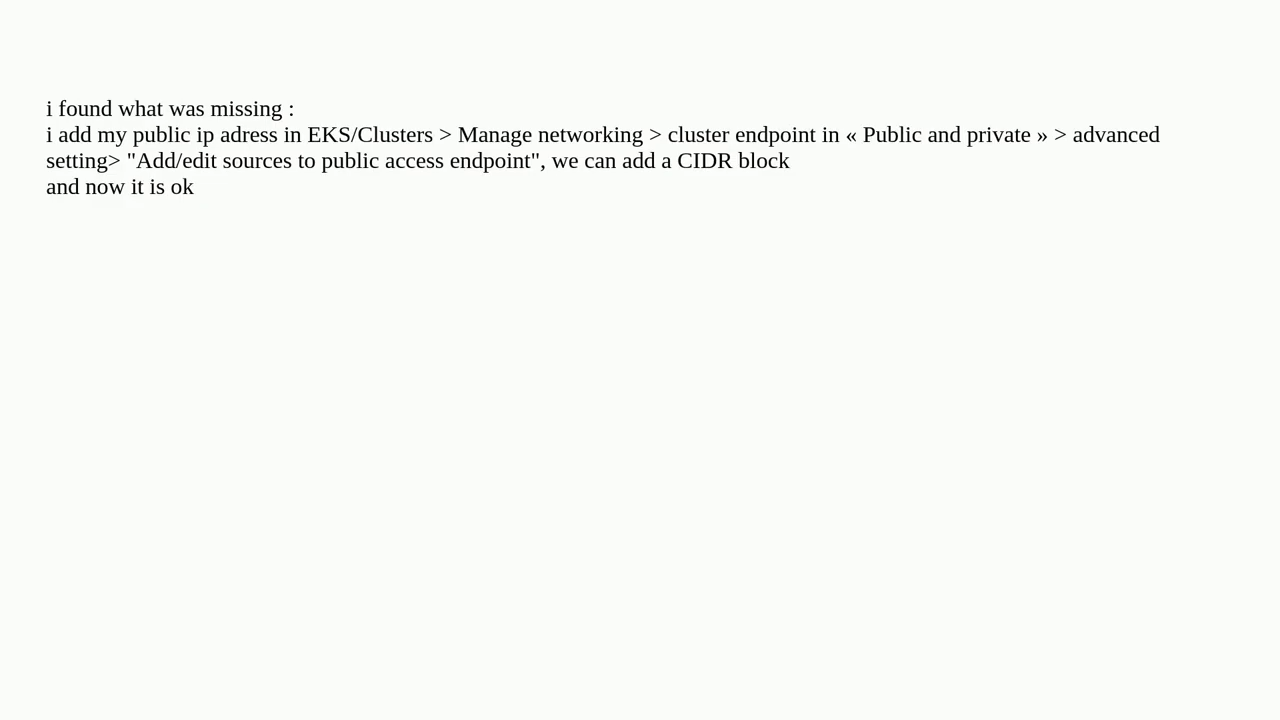 i found what was missing :
i add my public ip adress in EKS/Clusters > Manage networking > cluster endpoint in « Public and private » > advanced
setting> "Add/edit sources to public access endpoint", we can add a CIDR block
and now it is ok